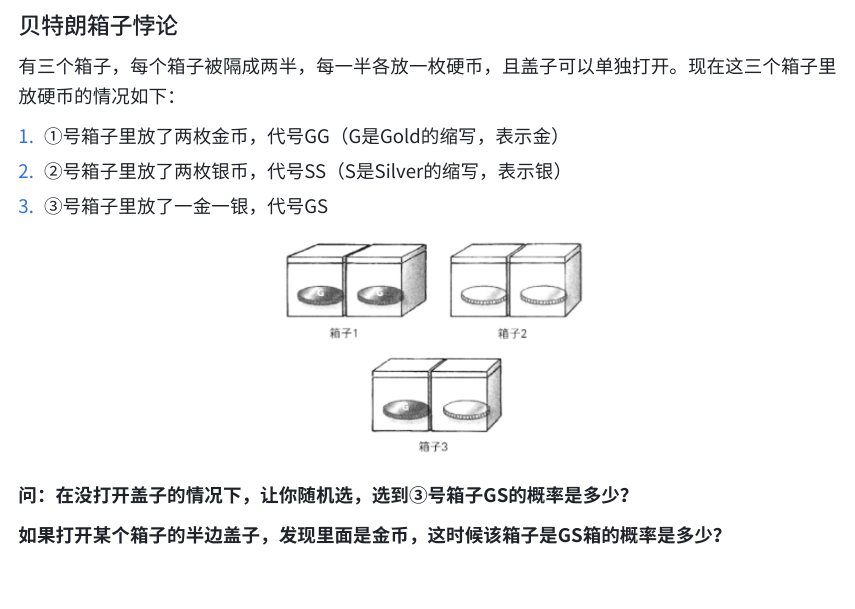 贝特朗箱子悖论
有三个箱子，每个箱子被隔成两半，每一半各放一枚硬币，且盖子可以单独打开。现在这三个箱子里
放硬币的情况如下：
1. ①号箱子里放了两枚金币，代号GG（G是Gold的缩写，表示金）
2. ②号箱子里放了两枚银币，代号SS（S是Silver的缩写，表示银）
3. ③号箱子里放了一金一银，代号GS
G G
箱子1 箱子2
G
箱子3
问：在没打开盖子的情况下，让你随机选，选到③号箱子GS的概率是多少？
如果打开某个箱子的半边盖子，发现里面是金币，这时候该箱子是GS箱的概率是多少？